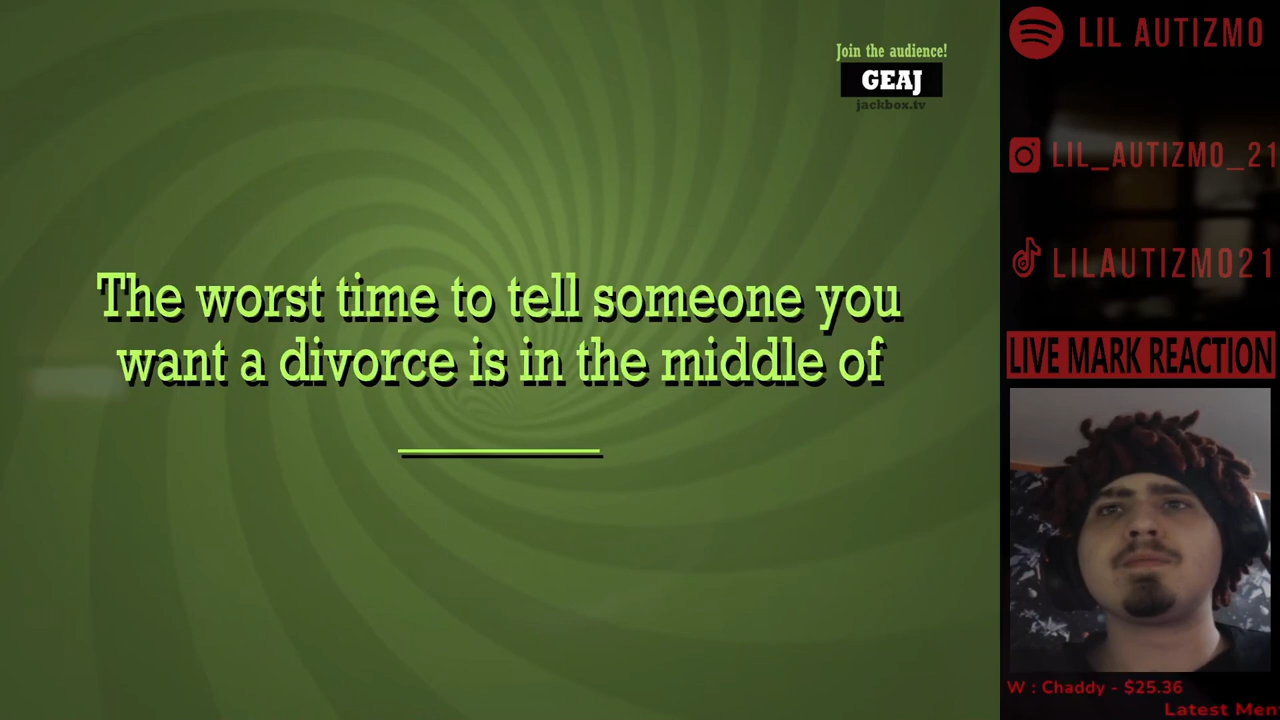 Join the audience!
GEAJ
jackbox.tv
The worst time to tell someone you
want a divorce is in the middle of
LIL AUTIZMO
LIL_AUTIZMO_21
LILAUTIZMO21
LIVE MARK REACTION
W : Chaddy - $25.36
Latest Mem